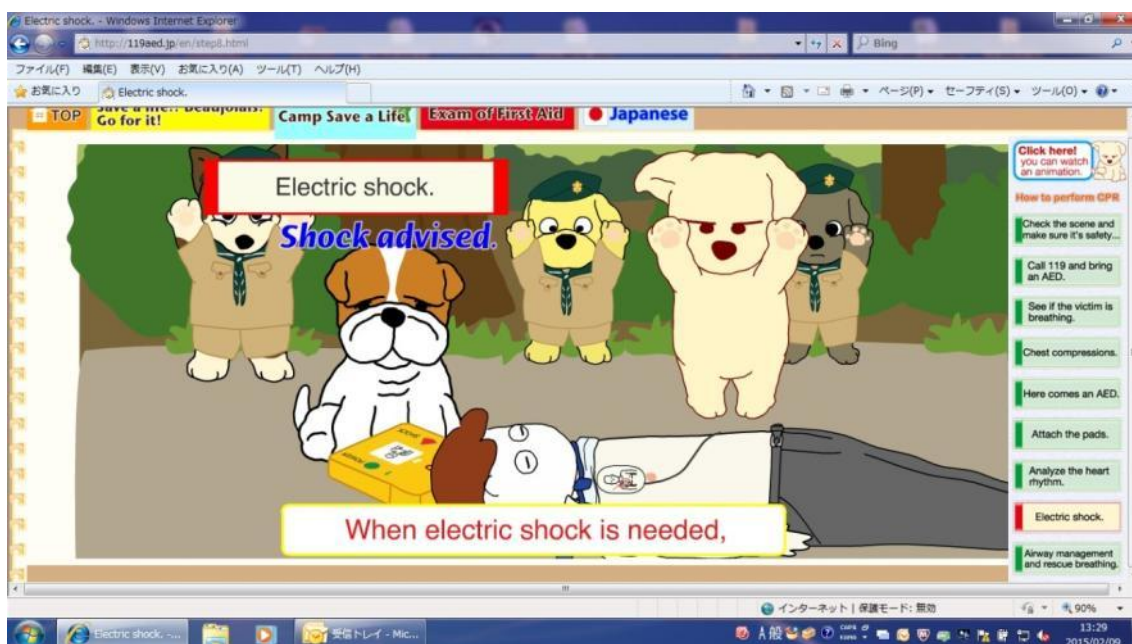 Electric shock. - Windows Internet Explorer
http://119aed.jp/en/step8.html
Bing
ファイル(F) 編集(E) 表示(V) お気に入り(A) ツール(T) ヘルプ(H)
お気に入り
Electric shock.
ページ(P)
セーフティ(S)
ツール(O)
TOP
Save a life!! Beaujolais!
Go for it!
Camp Save a Life
Exam of First Aid
Japanese
Electric shock.
Shock advised.
When electric shock is needed,
Click here!
you can watch
an animation.
How to perform CPR
Check the scene and
make sure it's safety...
Call 119 and bring
an AED.
See if the victim is
breathing.
Chest compressions.
Here comes an AED.
Attach the pads.
Analyze the heart
rhythm.
Electric shock.
Airway management
and rescue breathing.
インターネット | 保護モード: 無効
90%
Electric shock. -...
受信トレイ - Mic...
A 般
CAPS
KANA
13:29
2015/02/09